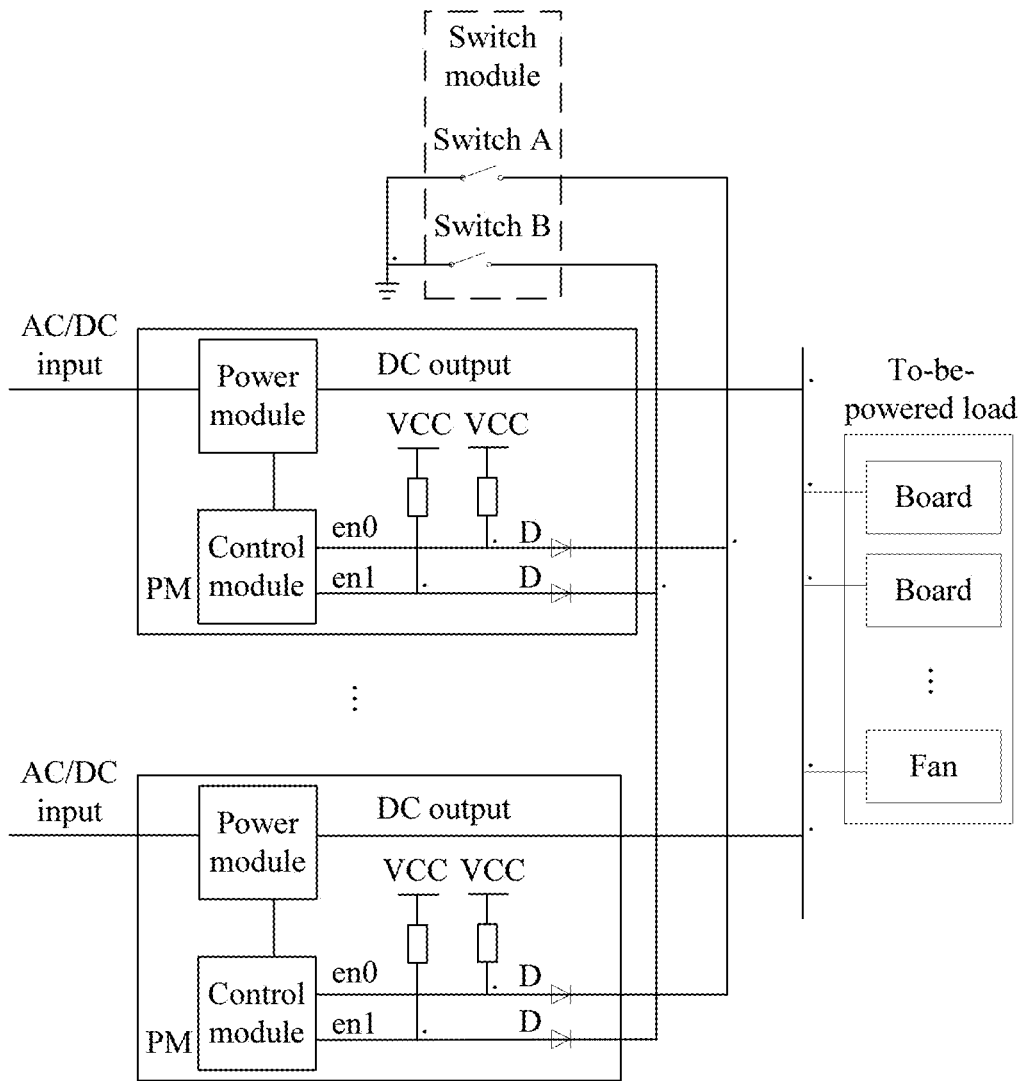 Switch
module
Switch A
Switch B
AC/DC
input
Power
module
DC output
VCC VCC
Control
module
PM
en0
D
en1
D
To-be-
powered load
Board
Board
⋮
Fan
⋮
AC/DC
input
Power
module
DC output
VCC VCC
Control
module
PM
en0
D
en1
D